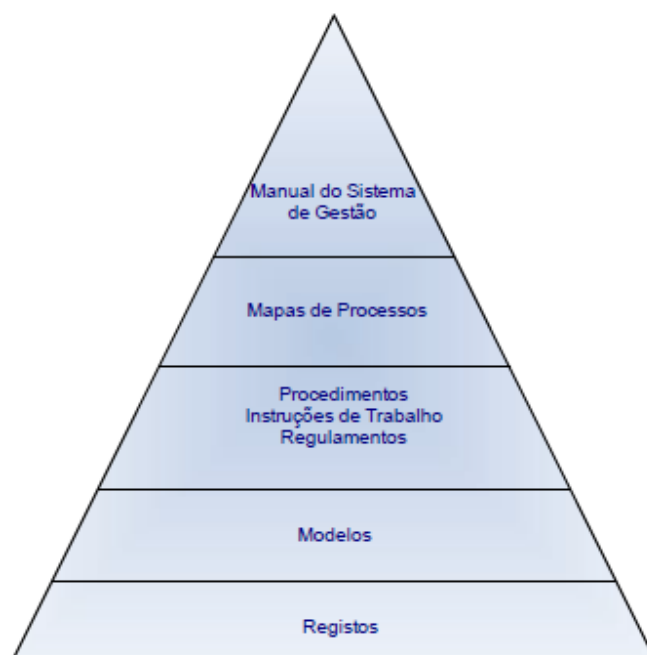 Manual do Sistema
de Gestão
Mapas de Processos
Procedimentos
Instruções de Trabalho
Regulamentos
Modelos
Registos